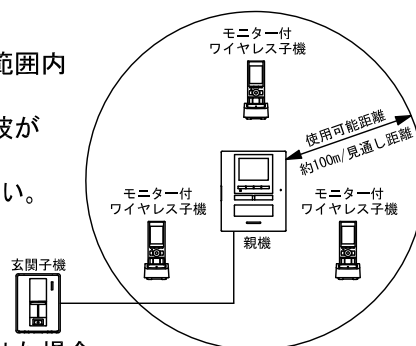 範囲内
波が
い。
モニター付
ワイヤレス子機
使用可能距離
約100m/見通し距離
モニター付
ワイヤレス子機
親機
モニター付
ワイヤレス子機
玄関子機